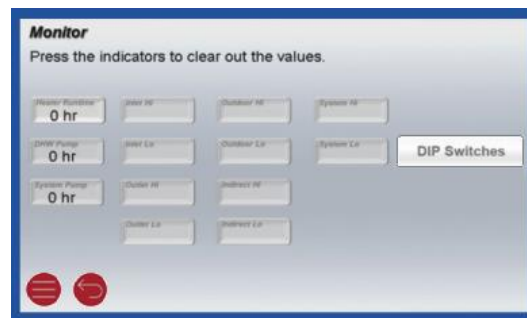 Monitor
Press the indicators to clear out the values.
Heater Runtime
0 hr
Inlet Hi
Outdoor Hi
System Hi
DHW Pump
0 hr
Inlet Lo
Outdoor Lo
System Lo
DIP Switches
System Pump
0 hr
Outlet Hi
Indirect Hi
Outlet Lo
Indirect Lo